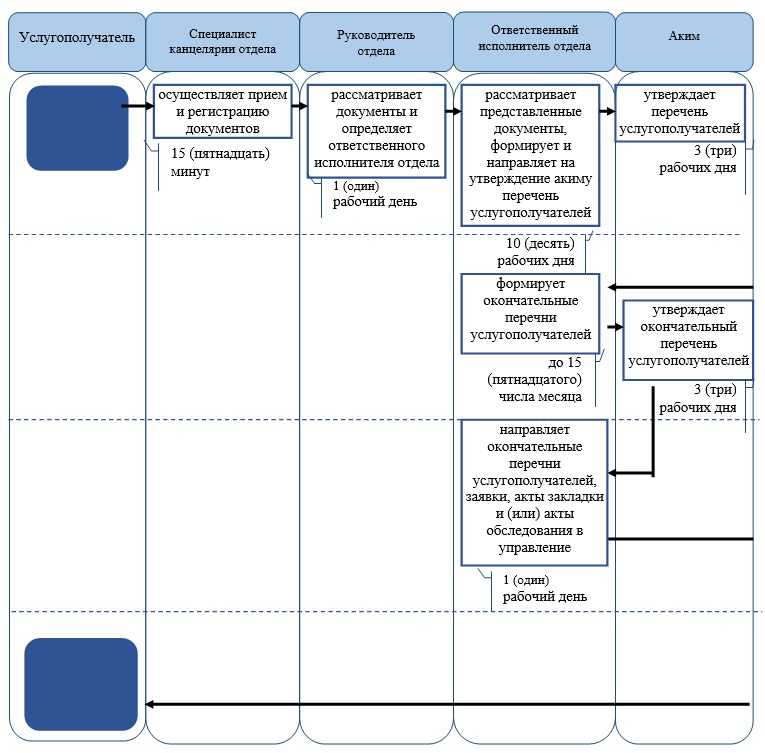 Услугополучатель
Специалист
канцелярии отдела
Руководитель
отдела
Ответственный
исполнитель отдела
Аким
осуществляет прием
и регистрацию
документов
15 (пятнадцать)
минут
рассматривает
документы и
определяет
ответственного
исполнителя отдела
1 (один)
рабочий день
рассматривает
представленные
документы,
формирует и
направляет на
утверждение акиму
перечень
услугополучателей
10 (десять)
рабочих дня
утверждает
перечень
услугополучателей
3 (три)
рабочих дня
формирует
окончательные
перечни
услугополучателей
до 15
(пятнадцатого)
числа месяца
утверждает
окончательный
перечень
услугополучателей
3 (три)
рабочих дня
направляет
окончательные
перечни
услугополучателей,
заявки, акты закладки
и (или) акты
обследования в
управление
1 (один)
рабочий день